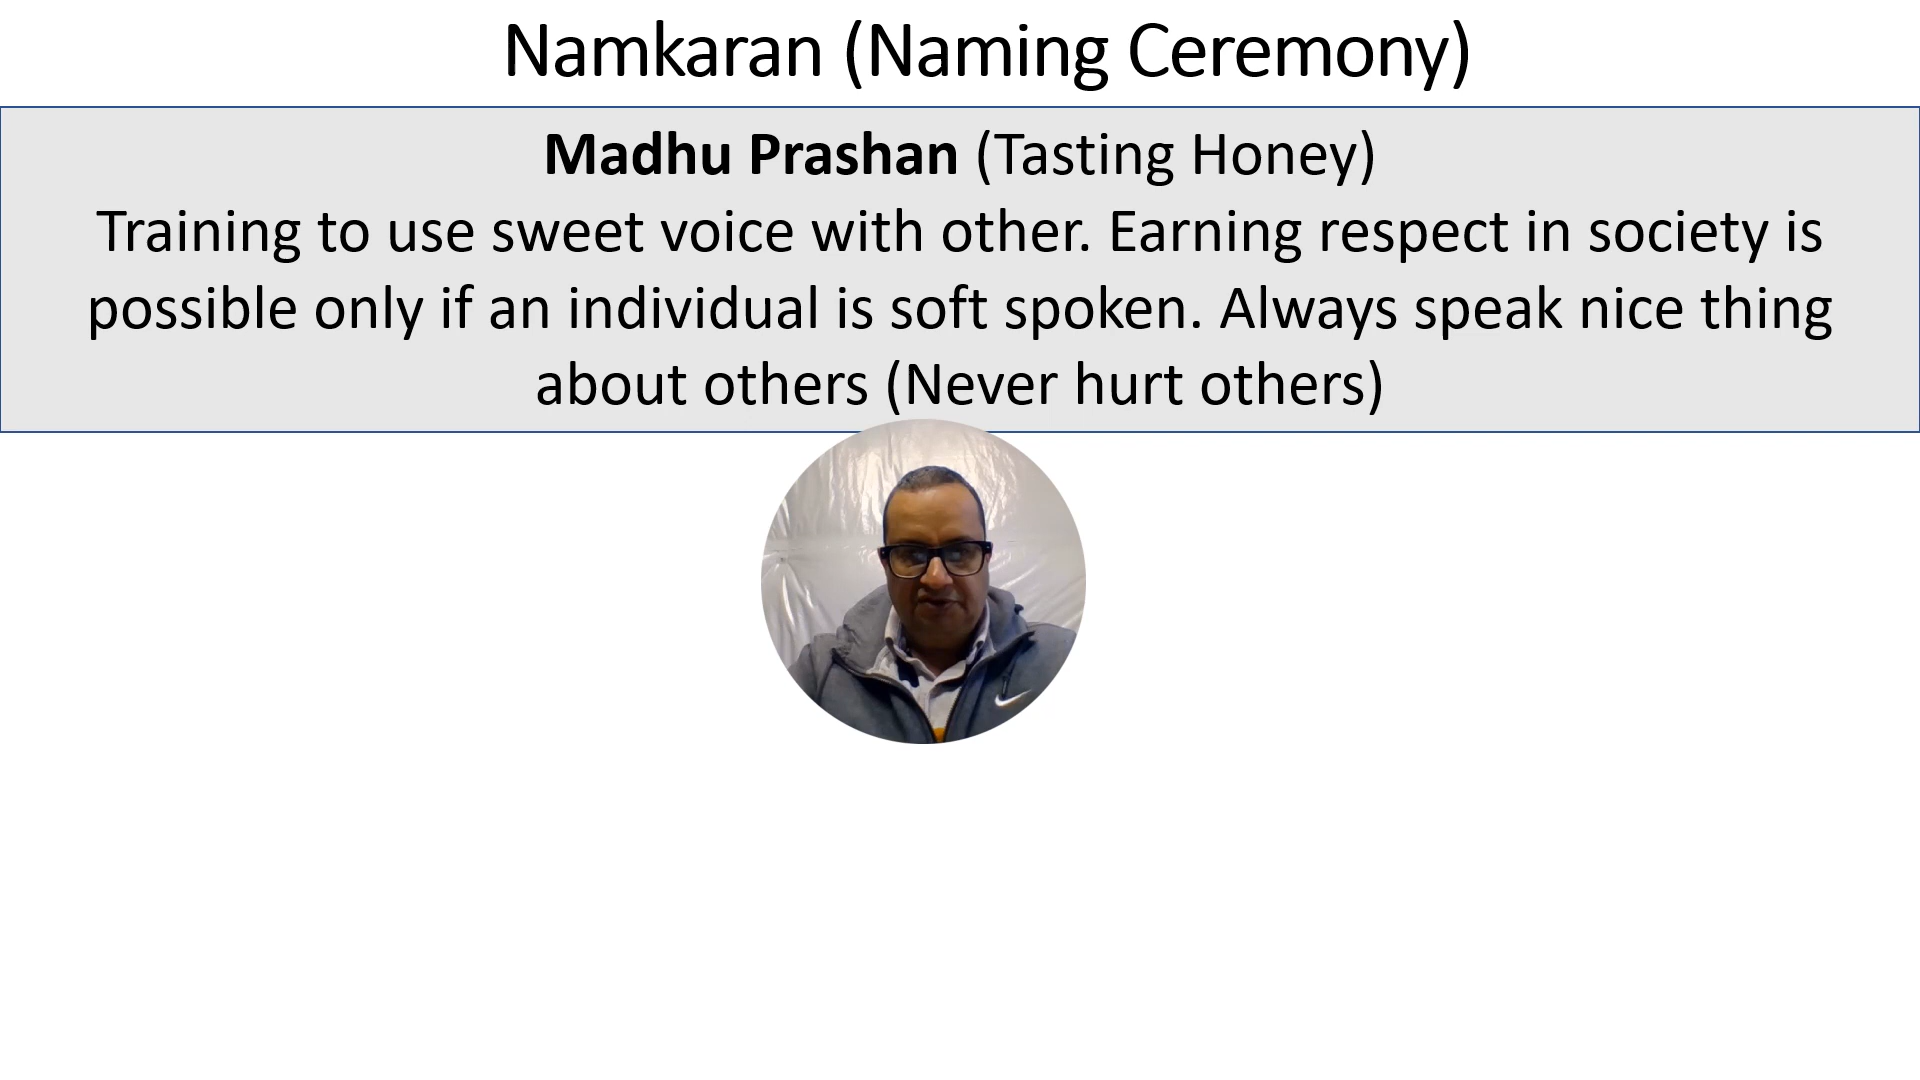 Namkaran (Naming Ceremony)
Madhu Prashan (Tasting Honey)
Training to use sweet voice with other. Earning respect in society is
possible only if an individual is soft spoken. Always speak nice thing
about others (Never hurt others)